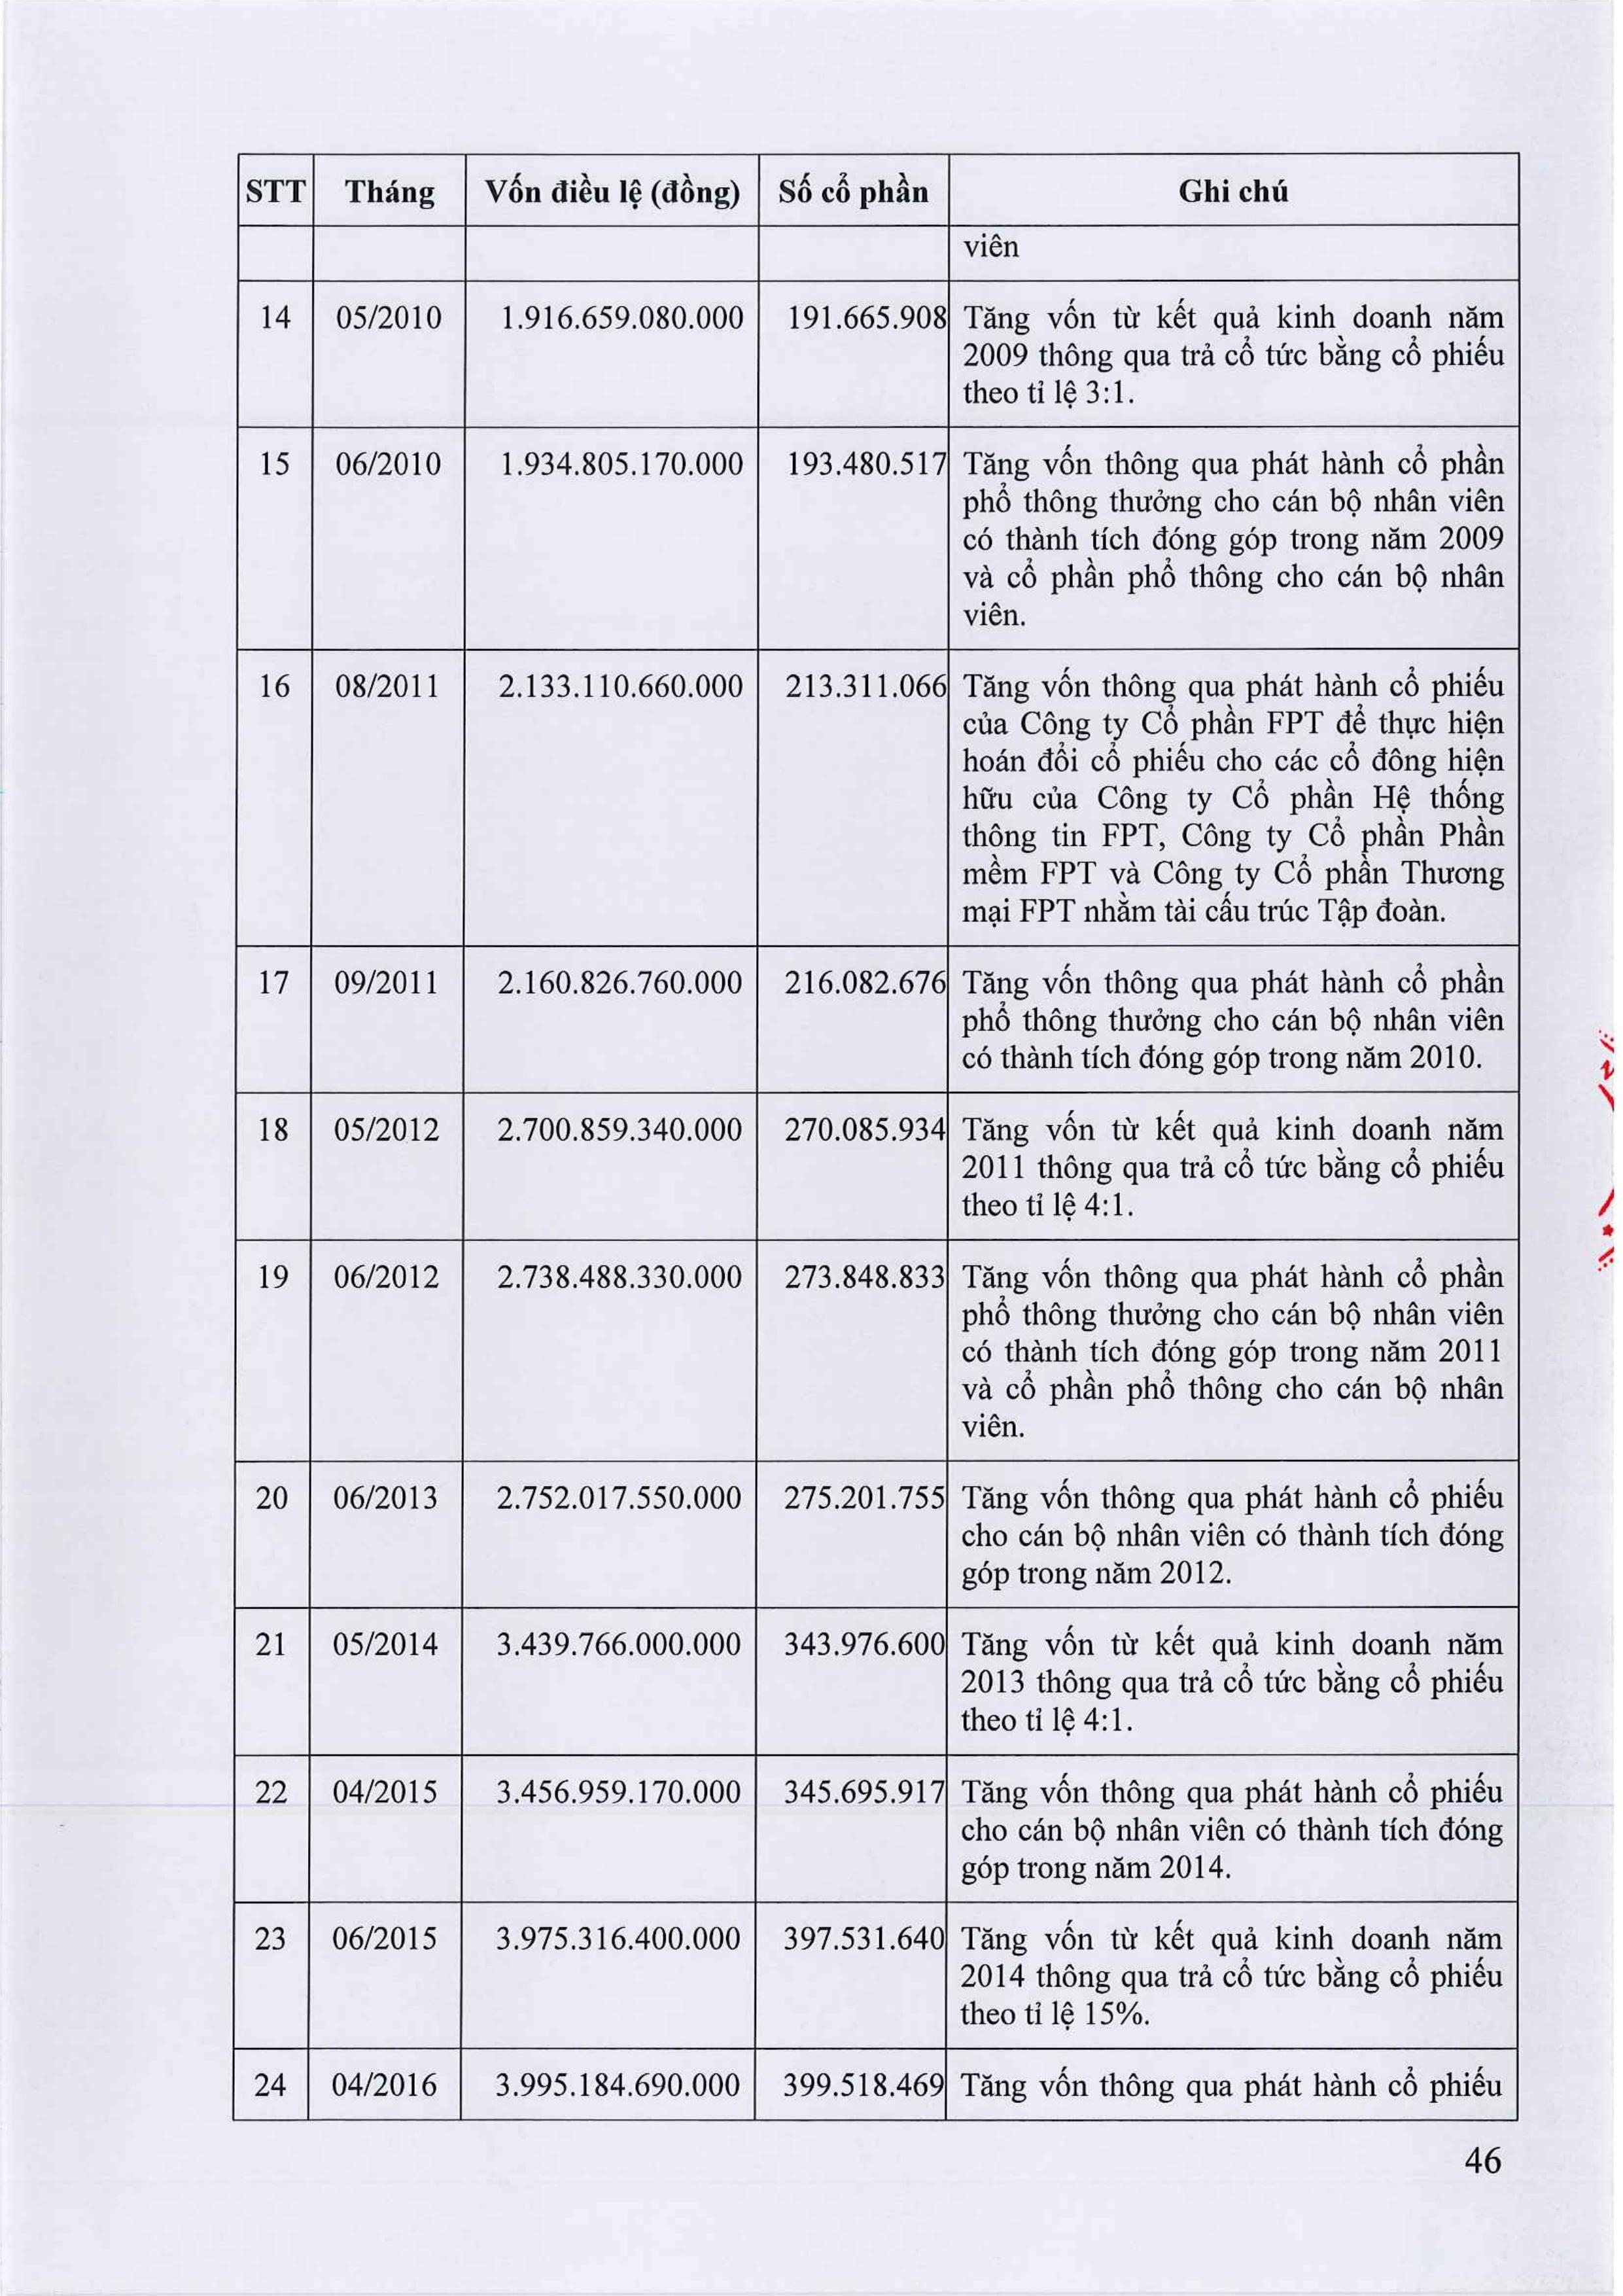 STT Tháng Vốn điều lệ (đồng) Số cổ phần Ghi chú
viên
14 05/2010 1.916.659.080.000 191.665.908 Tăng vốn từ kết quả kinh doanh năm
2009 thông qua trả cổ tức bằng cổ phiếu
theo tỉ lệ 3:1.
15 06/2010 1.934.805.170.000 193.480.517 Tăng vốn thông qua phát hành cổ phần
phổ thông thưởng cho cán bộ nhân viên
có thành tích đóng góp trong năm 2009
và cổ phần phổ thông cho cán bộ nhân
viên.
16 08/2011 2.133.110.660.000 213.311.066 Tăng vốn thông qua phát hành cổ phiếu
của Công ty Cổ phần FPT để thực hiện
hoán đổi cổ phiếu cho các cổ đông hiện
hữu của Công ty Cổ phần Hệ thống
thông tin FPT, Công ty Cổ phần Phần
mềm FPT và Công ty Cổ phần Thương
mại FPT nhằm tài cấu trúc Tập đoàn.
17 09/2011 2.160.826.760.000 216.082.676 Tăng vốn thông qua phát hành cổ phần
phổ thông thưởng cho cán bộ nhân viên
có thành tích đóng góp trong năm 2010.
18 05/2012 2.700.859.340.000 270.085.934 Tăng vốn từ kết quả kinh doanh năm
2011 thông qua trả cổ tức bằng cổ phiếu
theo tỉ lệ 4:1.
19 06/2012 2.738.488.330.000 273.848.833 Tăng vốn thông qua phát hành cổ phần
phổ thông thưởng cho cán bộ nhân viên
có thành tích đóng góp trong năm 2011
và cổ phần phổ thông cho cán bộ nhân
viên.
20 06/2013 2.752.017.550.000 275.201.755 Tăng vốn thông qua phát hành cổ phiếu
cho cán bộ nhân viên có thành tích đóng
góp trong năm 2012.
21 05/2014 3.439.766.000.000 343.976.600 Tăng vốn từ kết quả kinh doanh năm
2013 thông qua trả cổ tức bằng cổ phiếu
theo tỉ lệ 4:1.
22 04/2015 3.456.959.170.000 345.695.917 Tăng vốn thông qua phát hành cổ phiếu
cho cán bộ nhân viên có thành tích đóng
góp trong năm 2014.
23 06/2015 3.975.316.400.000 397.531.640 Tăng vốn từ kết quả kinh doanh năm
2014 thông qua trả cổ tức bằng cổ phiếu
theo tỉ lệ 15%.
24 04/2016 3.995.184.690.000 399.518.469 Tăng vốn thông qua phát hành cổ phiếu
46